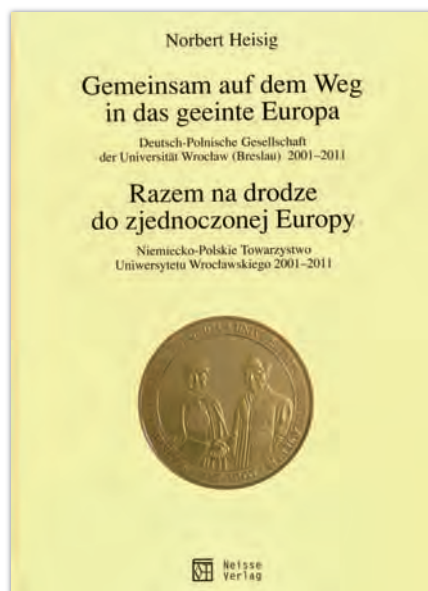 Norbert Heisig
Gemeinsam auf dem Weg
in das geeinte Europa
Deutsch-Polnische Gesellschaft
der Universität Wrocław (Breslau) 2001–2011
Razem na drodze
do zjednoczonej Europy
Niemiecko-Polskie Towarzystwo
Uniwersytetu Wrocławskiego 2001–2011
Neisse
Verlag